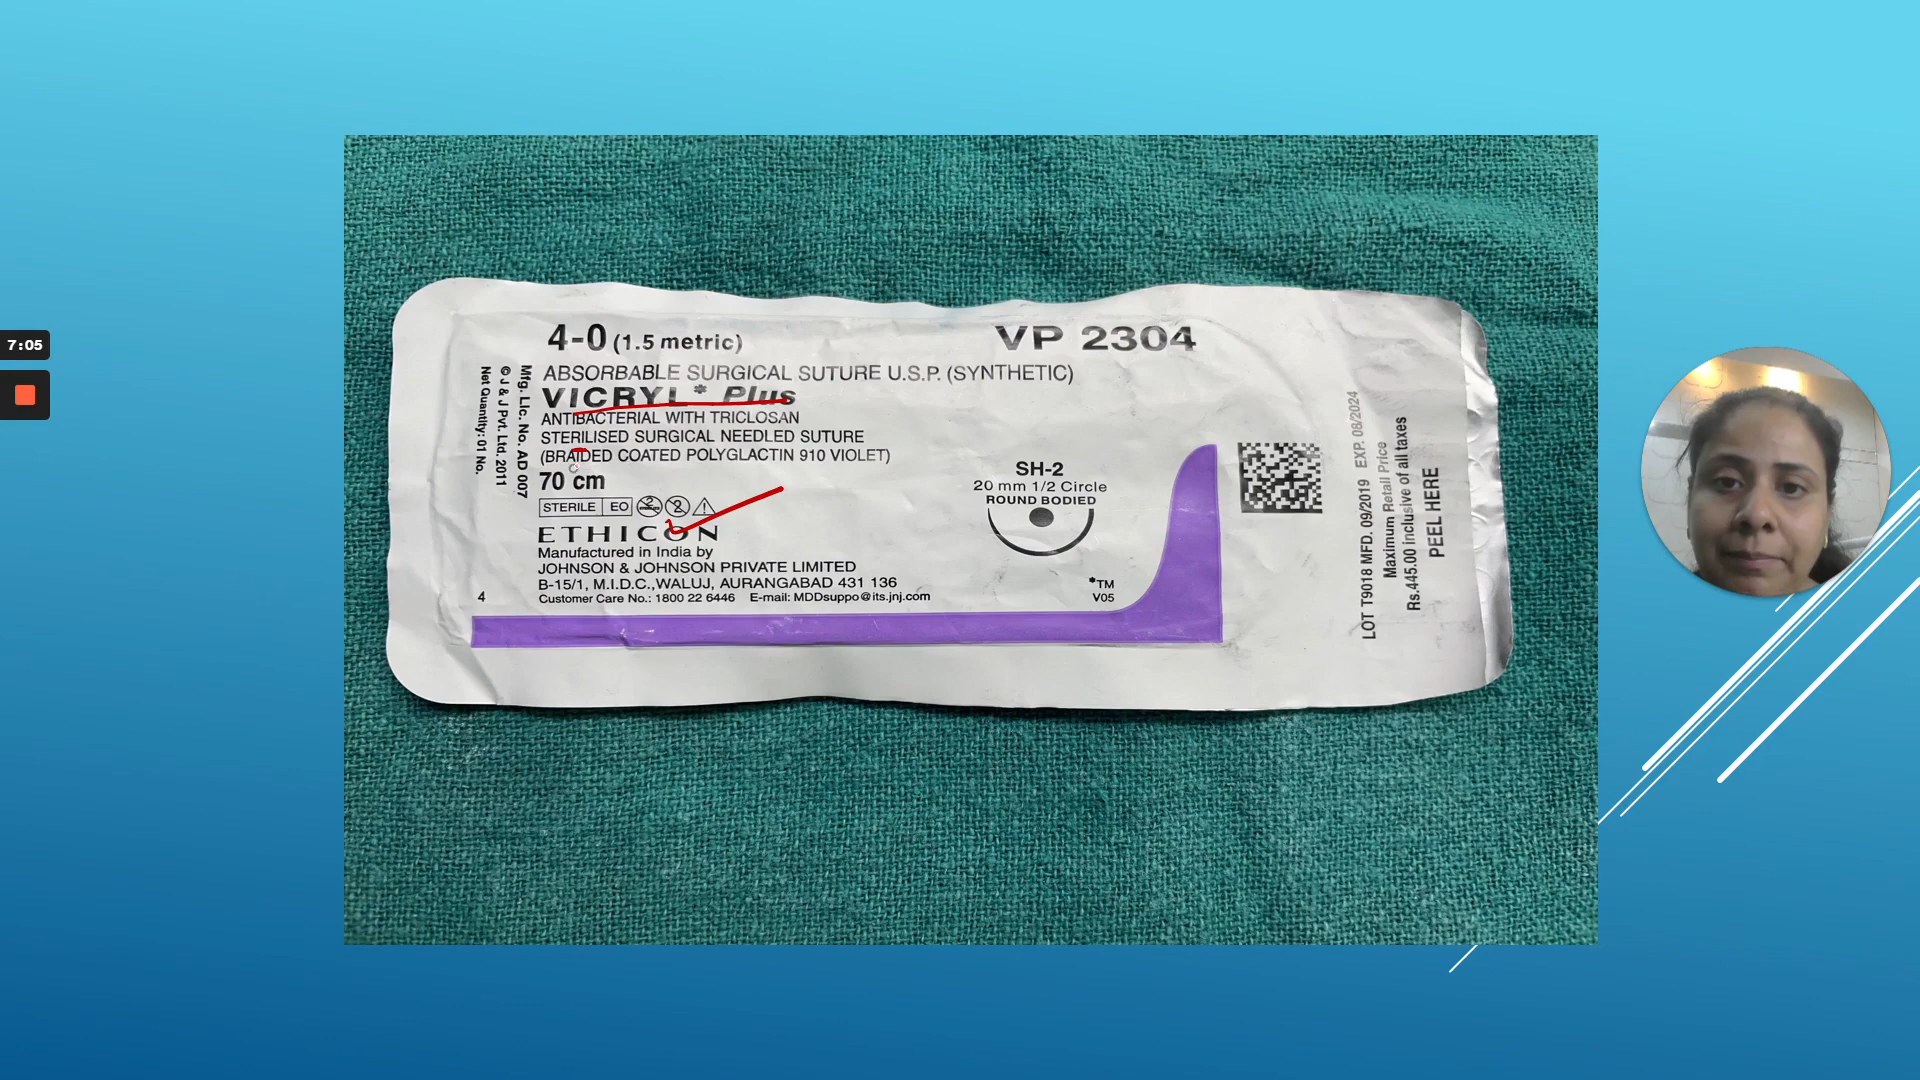 7:05
4-0 (1.5 metric)
VP 2304
ABSORBABLE SURGICAL SUTURE U.S.P. (SYNTHETIC)
VICRYL* Plus
ANTIBACTERIAL WITH TRICLOSAN
STERILISED SURGICAL NEEDLED SUTURE
(BRAIDED COATED POLYGLACTIN 910 VIOLET)
70 cm
STERILE EO 2 2
ETHICON
Manufactured in India by
JOHNSON & JOHNSON PRIVATE LIMITED
B-15/1, M.I.D.C.,WALUJ, AURANGABAD 431 136
Customer Care No.: 1800 22 6446 E-mail: MDDsuppo@its.jnj.com
4
Mfg. Lic. No. AD 007
© J & J Pvt. Ltd. 2011
Net Quantity: 01 No.
SH-2
20 mm 1/2 Circle
ROUND BODIED
*TM
V05
LOT T9018 MFD. 09/2019 EXP. 08/2024
Maximum Retail Price
Rs.445.00 inclusive of all taxes
PEEL HERE